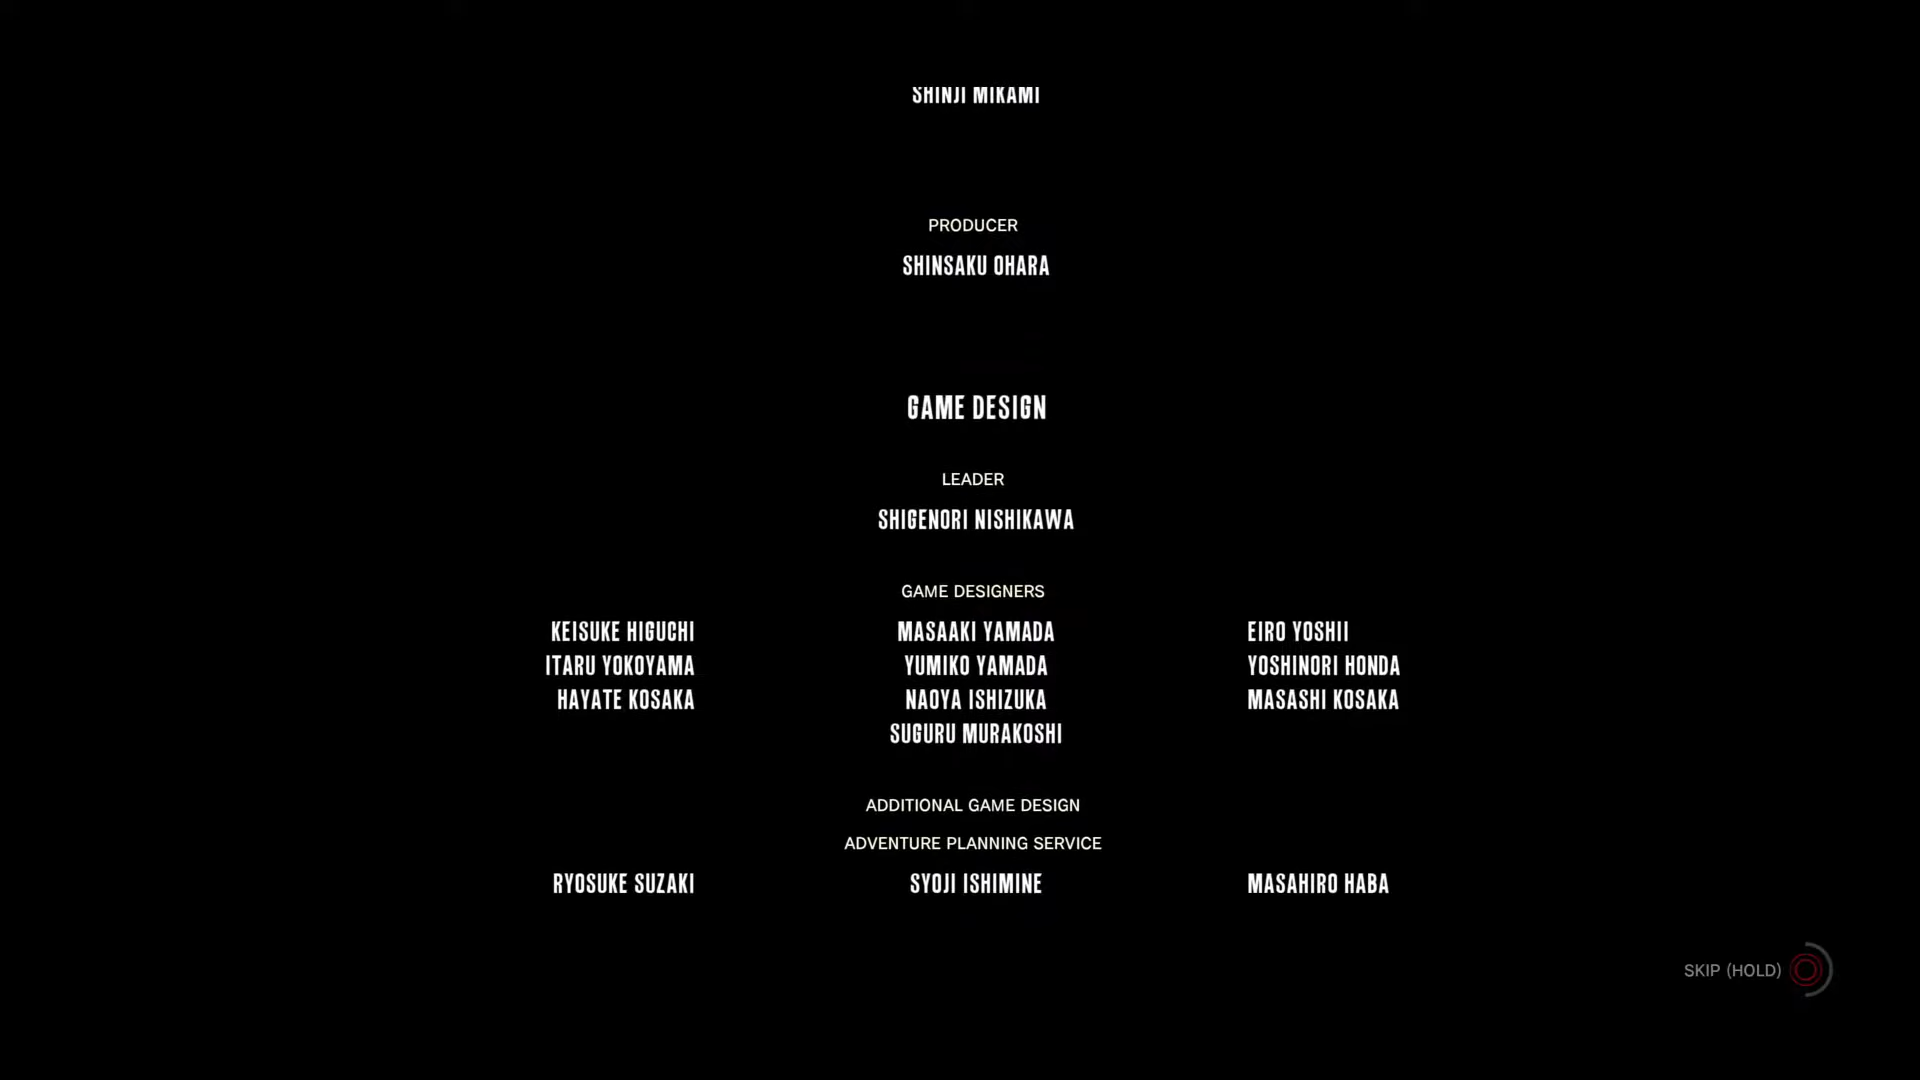 SHINJI MIKAMI
PRODUCER
SHINSAKU OHARA
GAME DESIGN
LEADER
SHIGENORI NISHIKAWA
GAME DESIGNERS
KEISUKE HIGUCHI MASAAKI YAMADA EIRO YOSHII
ITARU YOKOYAMA YUMIKO YAMADA YOSHINORI HONDA
HAYATE KOSAKA NAOYA ISHIZUKA MASASHI KOSAKA
SUGURU MURAKOSHI
ADDITIONAL GAME DESIGN
ADVENTURE PLANNING SERVICE
RYOSUKE SUZAKI SYOJI ISHIMINE MASAHIRO HABA
SKIP (HOLD)